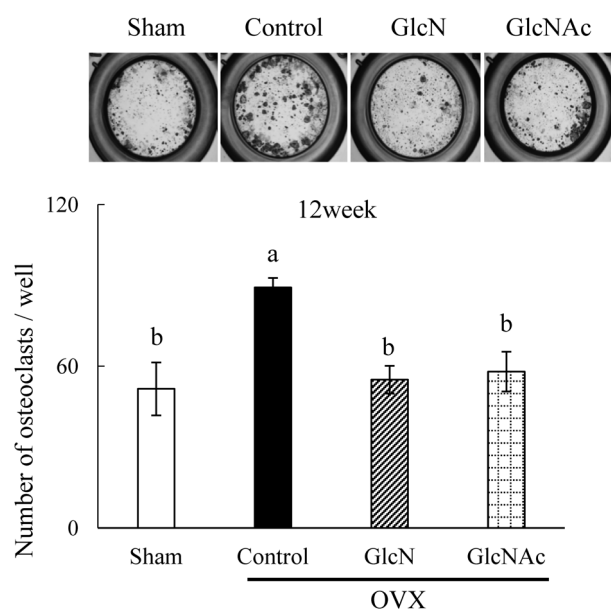 Sham Control GlcN GlcNAc
12week
Number of osteoclasts / well
120
60
0
a
b
b
b
Sham Control GlcN GlcNAc
OVX